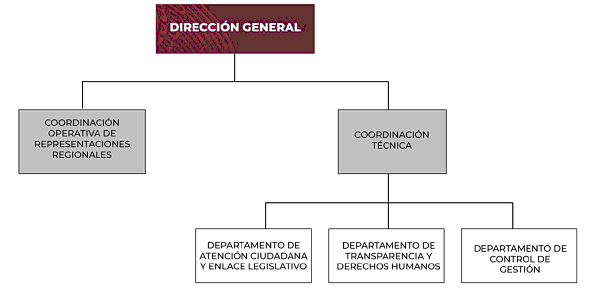 DIRECCIÓN GENERAL
COORDINACIÓN
OPERATIVA DE
REPRESENTACIONES
REGIONALES
COORDINACIÓN
TÉCNICA
DEPARTAMENTO DE
ATENCIÓN CIUDADANA
Y ENLACE LEGISLATIVO
DEPARTAMENTO DE
TRANSPARENCIA Y
DERECHOS HUMANOS
DEPARTAMENTO DE
CONTROL DE
GESTIÓN